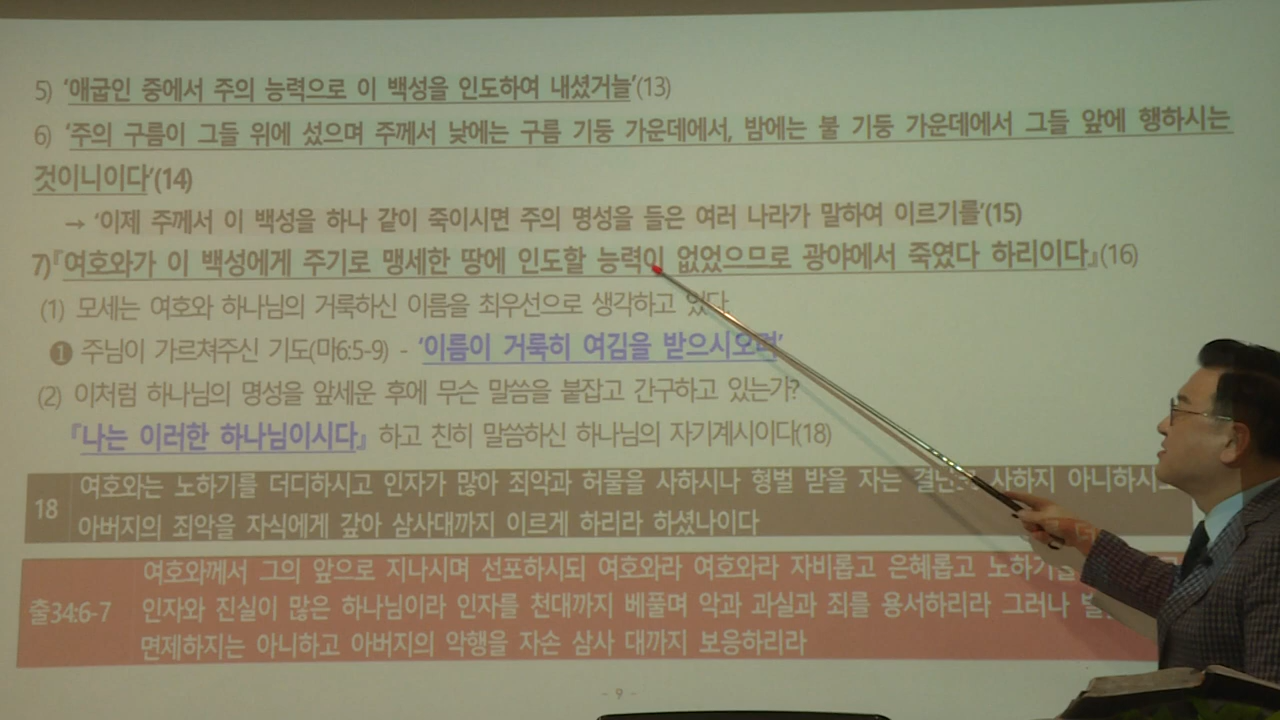 5) ‘애굽인 중에서 주의 능력으로 이 백성을 인도하여 내셨거늘’(13)
6) ‘주의 구름이 그들 위에 섰으며 주께서 낮에는 구름 기둥 가운데에서, 밤에는 불 기둥 가운데에서 그들 앞에 행하시는
것이니이다’(14)
→ ‘이제 주께서 이 백성을 하나 같이 죽이시면 주의 명성을 들은 여러 나라가 말하여 이르기를’(15)
7)『여호와가 이 백성에게 주기로 맹세한 땅에 인도할 능력이 없었으므로 광야에서 죽였다 하리이다』(16)
(1) 모세는 여호와 하나님의 거룩하신 이름을 최우선으로 생각하고 있다.
❶ 주님이 가르쳐주신 기도(마6:5-9) - ‘이름이 거룩히 여김을 받으시오며’
(2) 이처럼 하나님의 명성을 앞세운 후에 무슨 말씀을 붙잡고 간구하고 있는가?
『나는 이러한 하나님이시다』 하고 친히 말씀하신 하나님의 자기계시이다(18)
18 여호와는 노하기를 더디하시고 인자가 많아 죄악과 허물을 사하시나 형벌 받을 자는 사하지 아니하시고
아버지의 죄악을 자식에게 갚아 삼사대까지 이르게 하리라 하셨나이다
여호와께서 그의 앞으로 지나시며 선포하시되 여호와라 여호와라 자비롭고 은혜롭고 노하기를
출34:6-7 인자와 진실이 많은 하나님이라 인자를 천대까지 베풀며 악과 과실과 죄를 용서하리라 그러나
면제하지는 아니하고 아버지의 악행을 자손 삼사 대까지 보응하리라
- 9 -